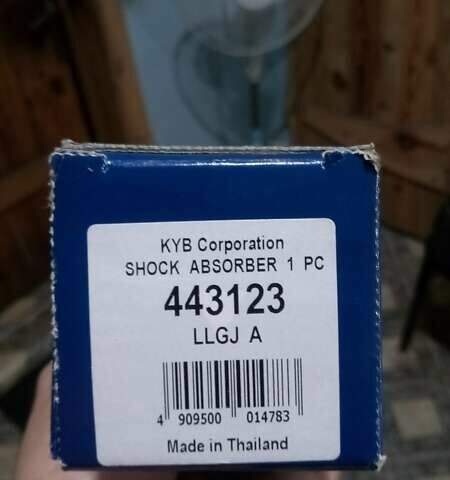 KYB Corporation
SHOCK ABSORBER 1 PC
443123
LLGJ A
4 909500 014783
Made in Thailand